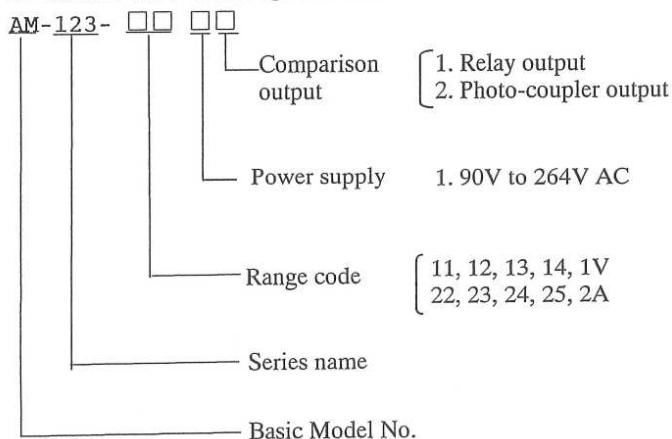 AM-123- □□ □□
Comparison output
1. Relay output
2. Photo-coupler output
Power supply 1. 90V to 264V AC
Range code
11, 12, 13, 14, 1V
22, 23, 24, 25, 2A
Series name
Basic Model No.